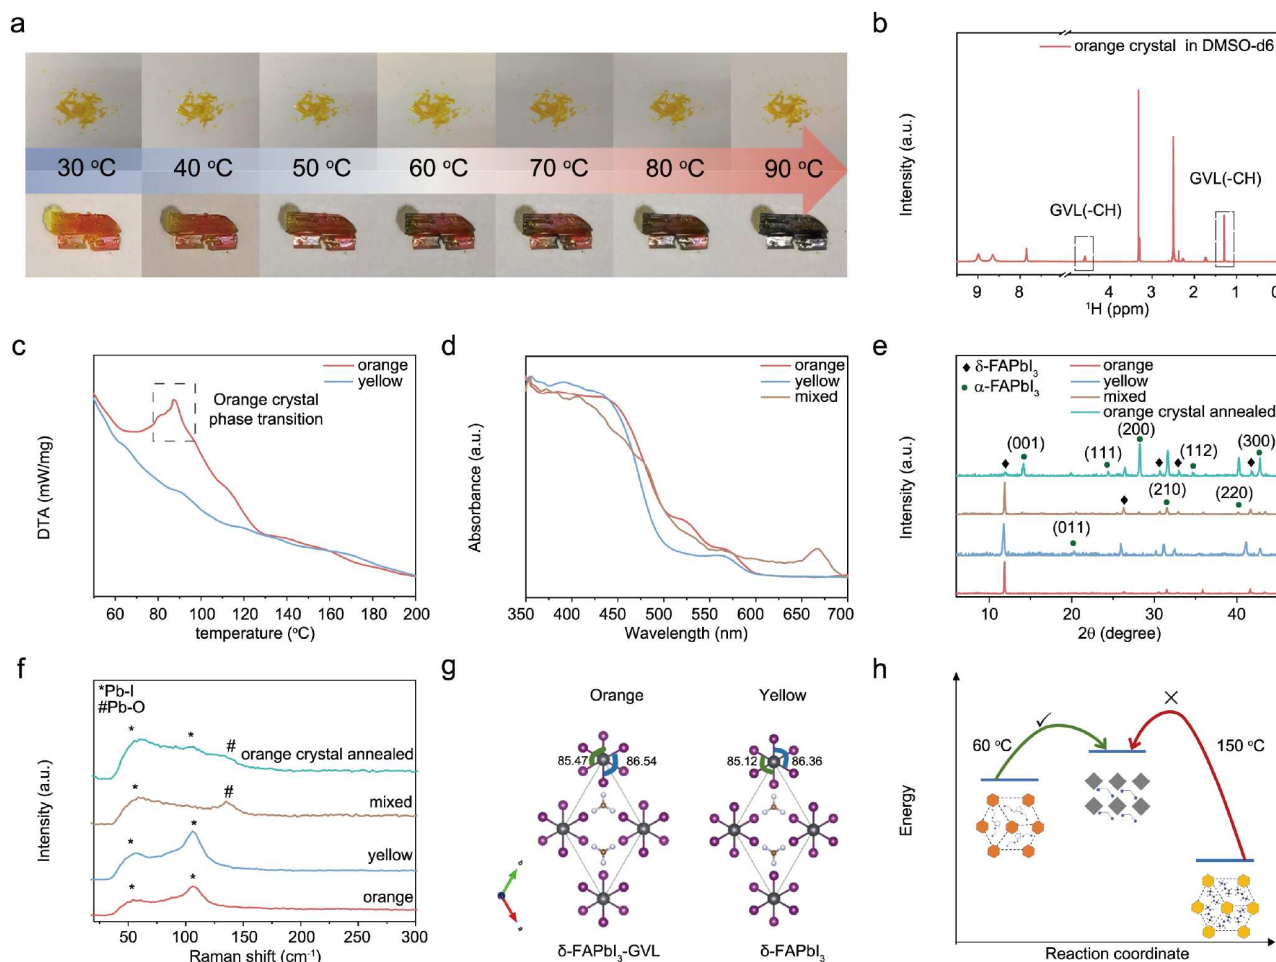 a
30 °C 40 °C 50 °C 60 °C 70 °C 80 °C 90 °C
b
orange crystal in DMSO-d6
GVL(-CH)
GVL(-CH)
Intensity (a.u.)
9 8 4 3 2 1 0
¹H (ppm)
c
orange
yellow
Orange crystal
phase transition
DTA (mW/mg)
60 80 100 120 140 160 180 200
temperature (°C)
d
orange
yellow
mixed
Absorbance (a.u.)
350 400 450 500 550 600 650 700
Wavelength (nm)
e
δ-FAPbI₃
α-FAPbI₃
orange
yellow
mixed
orange crystal annealed
(001) (111) (200) (112) (300)
(210) (220)
(011)
Intensity (a.u.)
10 20 30 40
2θ (degree)
f
*Pb-I
#Pb-O
* * #
orange crystal annealed
* #
mixed
* *
yellow
* *
orange
Intensity (a.u.)
50 100 150 200 250 300
Raman shift (cm⁻¹)
g
Orange Yellow
85.47 86.54 85.12 86.36
δ-FAPbI₃-GVL δ-FAPbI₃
h
60 °C 150 °C
Energy
Reaction coordinate